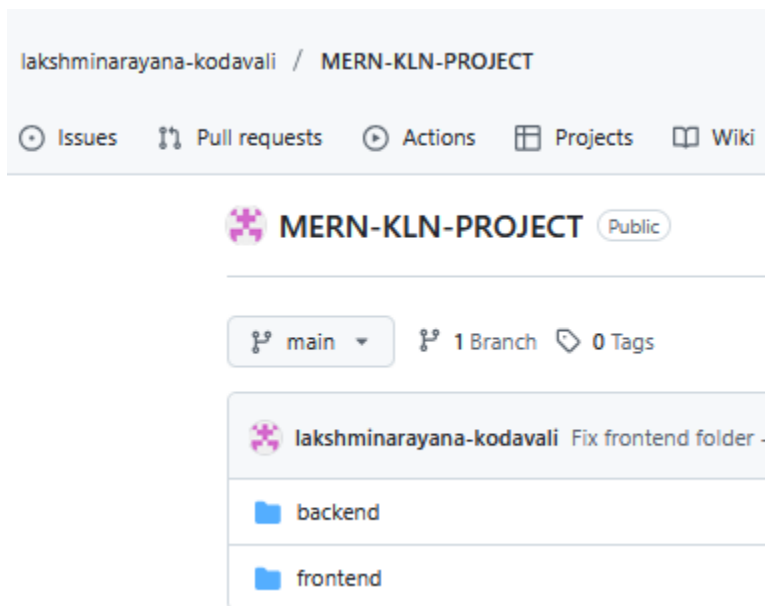 lakshminarayana-kodavali / MERN-KLN-PROJECT
Issues Pull requests Actions Projects Wiki
MERN-KLN-PROJECT Public
main 1 Branch 0 Tags
lakshminarayana-kodavali Fix frontend folder -
backend
frontend